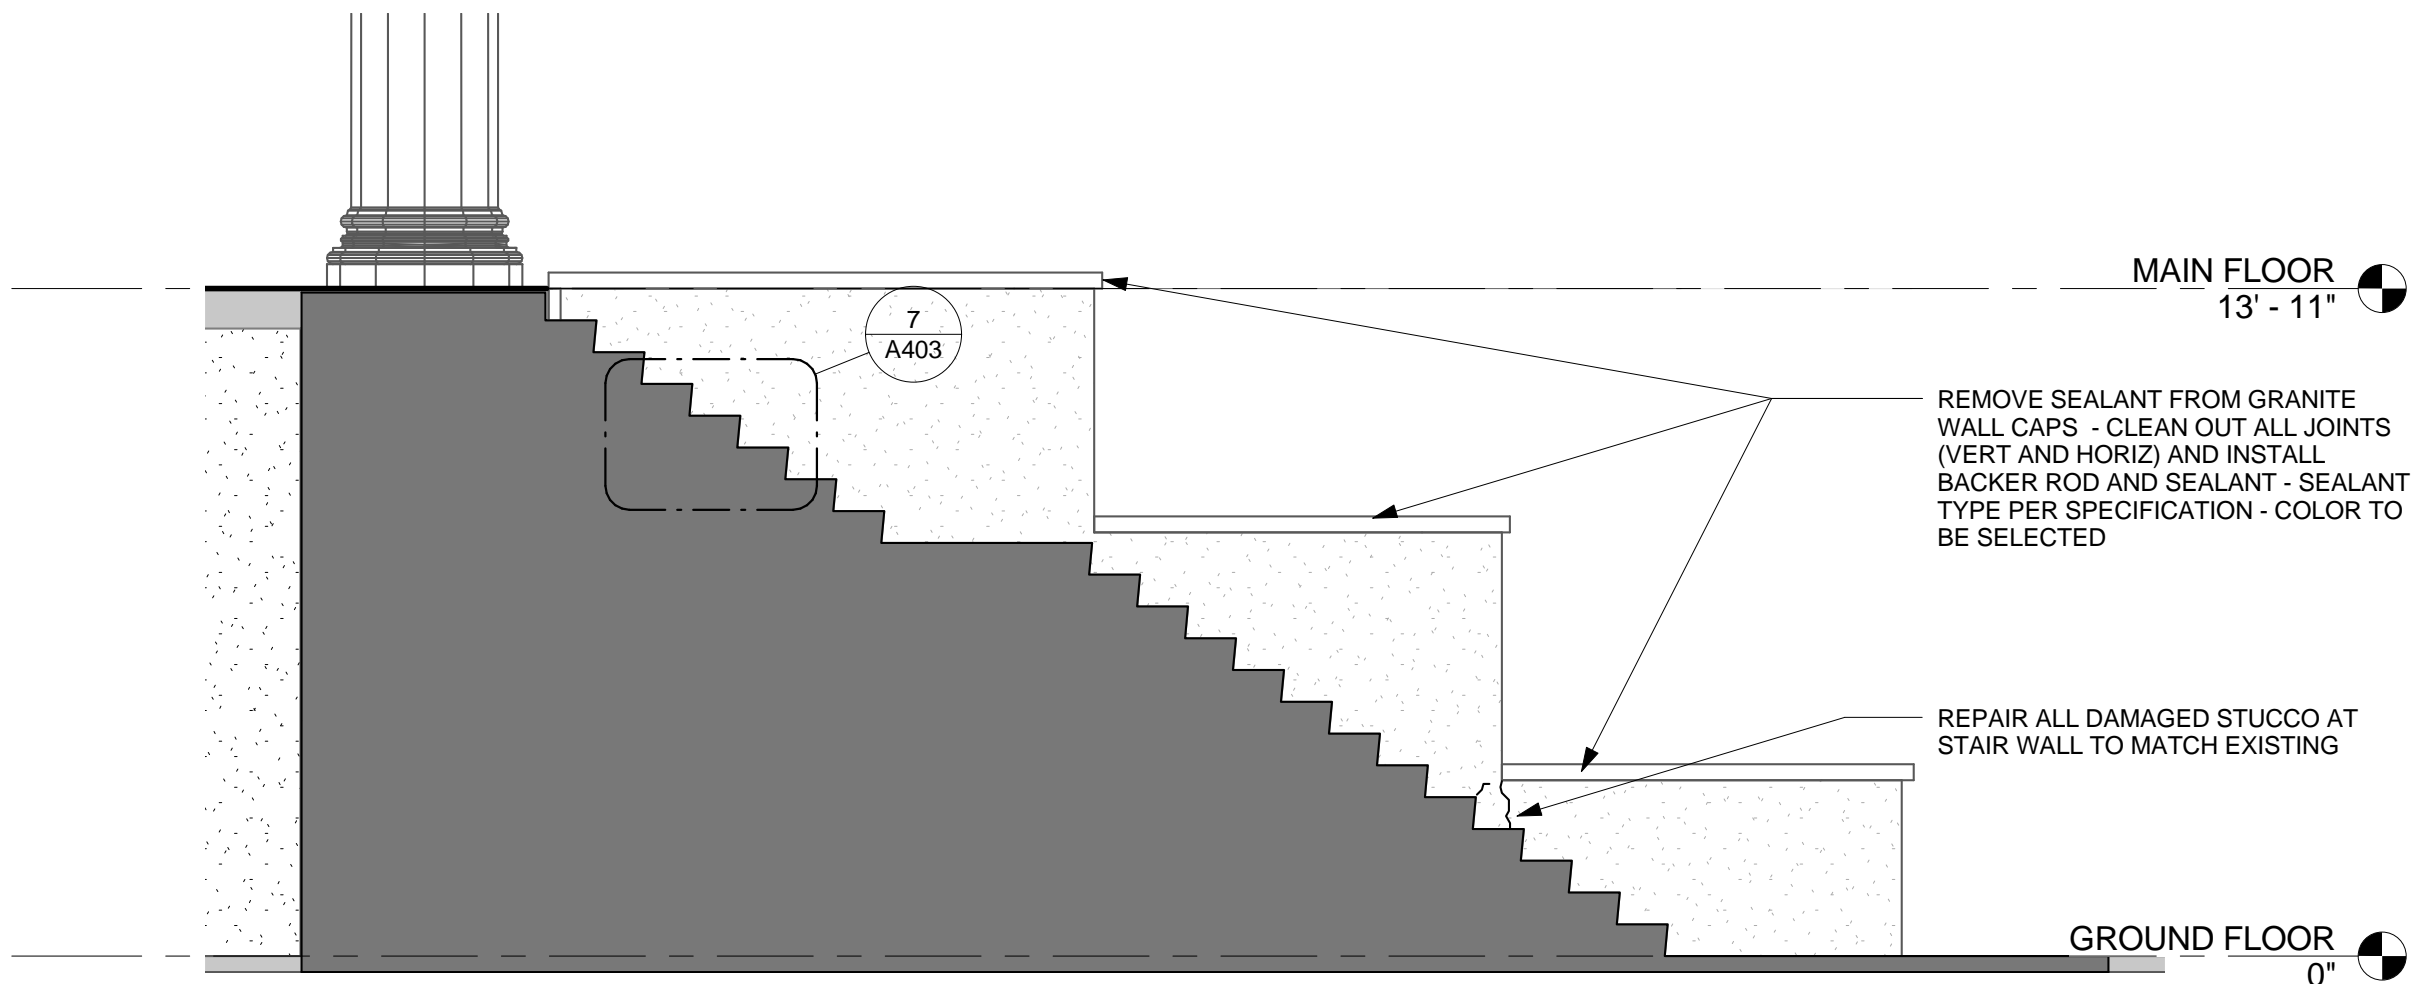 7
A403
MAIN FLOOR
13' - 11"
REMOVE SEALANT FROM GRANITE
WALL CAPS - CLEAN OUT ALL JOINTS
(VERT AND HORIZ) AND INSTALL
BACKER ROD AND SEALANT - SEALANT
TYPE PER SPECIFICATION - COLOR TO
BE SELECTED
REPAIR ALL DAMAGED STUCCO AT
STAIR WALL TO MATCH EXISTING
GROUND FLOOR
0"